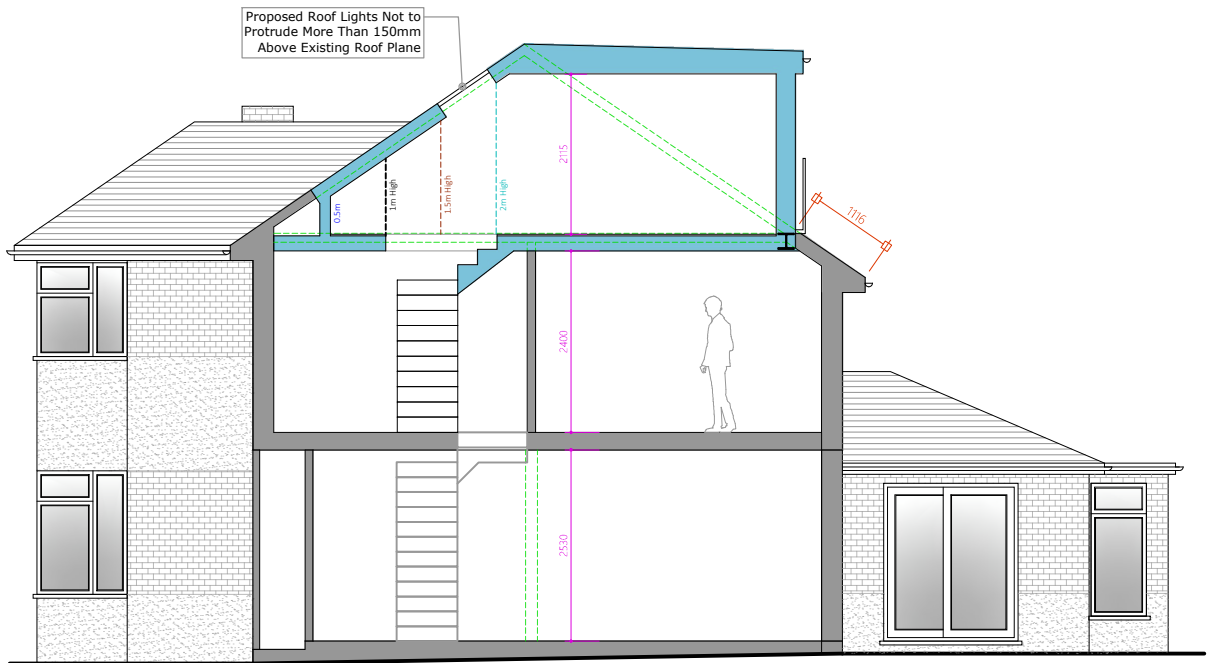 Proposed Roof Lights Not to
Protrude More Than 150mm
Above Existing Roof Plane
2115
0.5m
1m High
1.5m High
2m High
1116
2400
2530